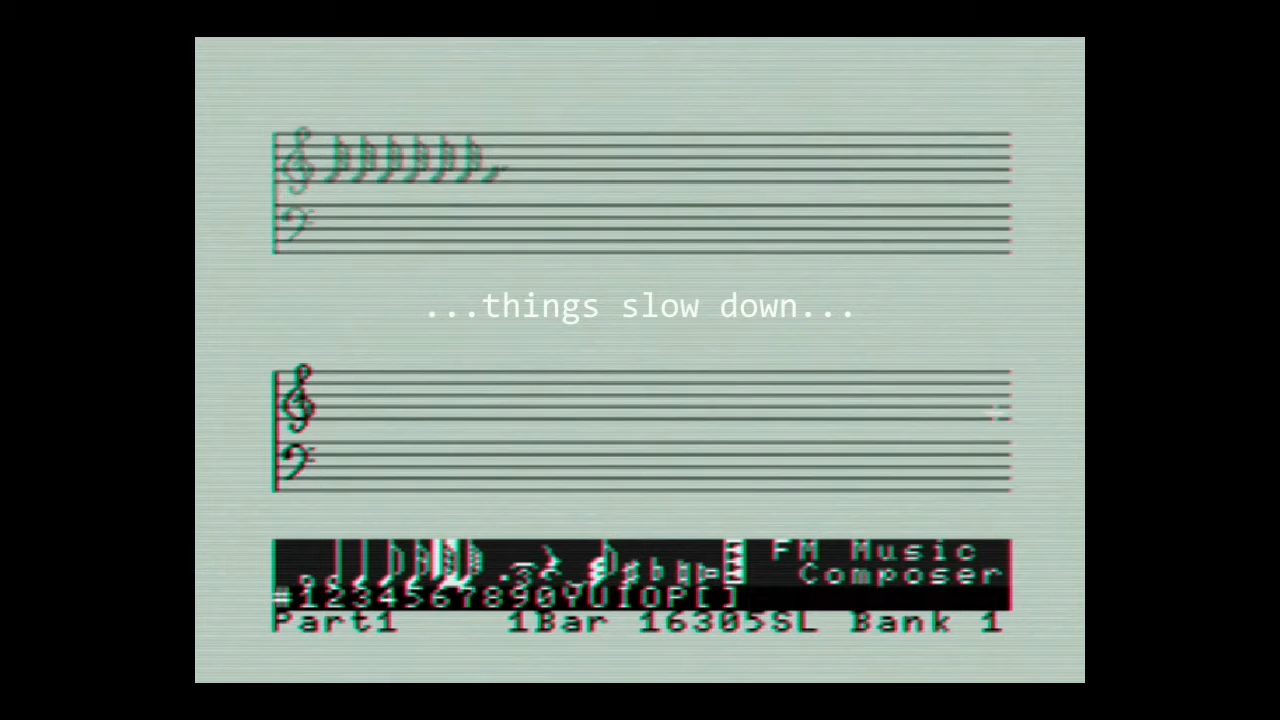 ...things slow down...
FM Music
Composer
#1234567890YUIOP[]
Part1 1Bar 16305SL Bank 1